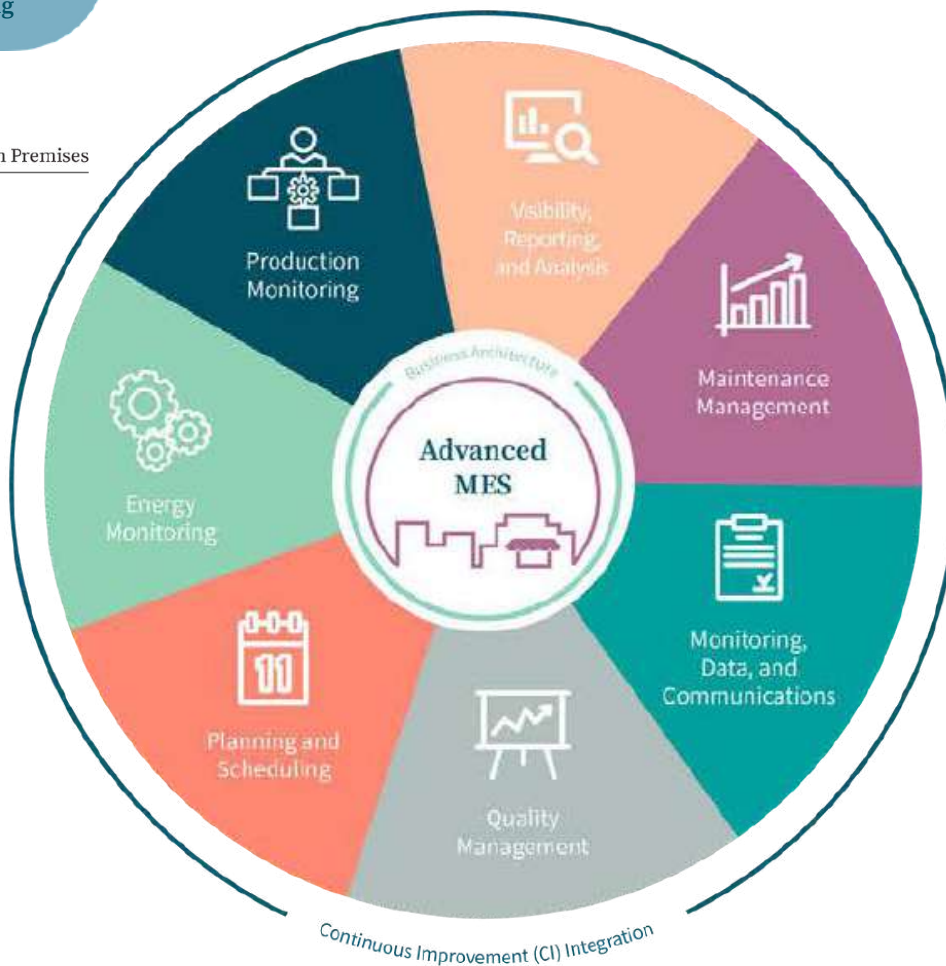 Premises
Visibility,
Reporting,
and Analysis
Production
Monitoring
Maintenance
Management
Business Architecture
Advanced
MES
Energy
Monitoring
11
Monitoring,
Data, and
Communications
Planning and
Scheduling
Quality
Management
Continuous Improvement (CI) Integration